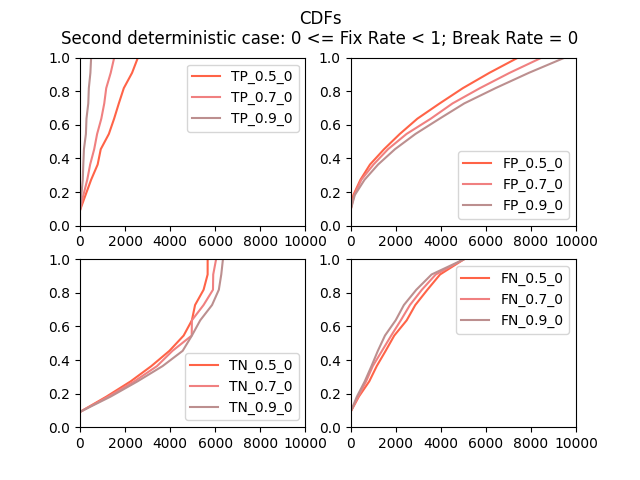 CDFs
Second deterministic case: 0 <= Fix Rate < 1; Break Rate = 0
1.0
0.8
0.6
0.4
0.2
0.0
0 2000 4000 6000 8000 10000
TP_0.5_0
TP_0.7_0
TP_0.9_0
1.0
0.8
0.6
0.4
0.2
0.0
0 2000 4000 6000 8000 10000
FP_0.5_0
FP_0.7_0
FP_0.9_0
1.0
0.8
0.6
0.4
0.2
0.0
0 2000 4000 6000 8000 10000
TN_0.5_0
TN_0.7_0
TN_0.9_0
1.0
0.8
0.6
0.4
0.2
0.0
0 2000 4000 6000 8000 10000
FN_0.5_0
FN_0.7_0
FN_0.9_0